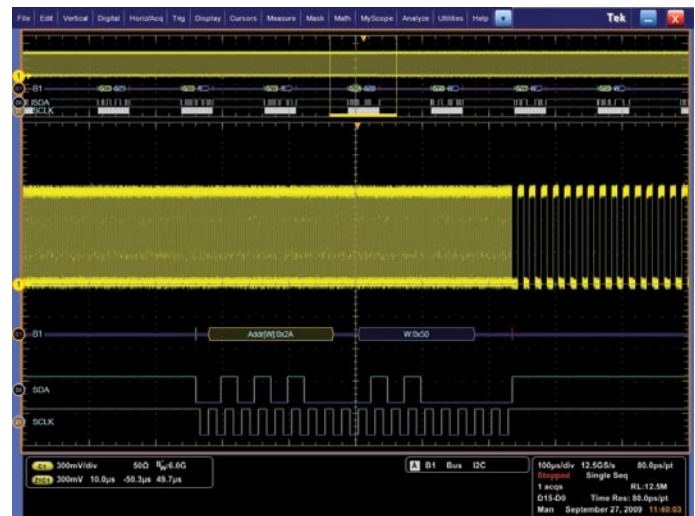 File Edit Vertical Digital Horiz/Acq Trig Display Cursors Measure Mask Math MyScope Analyze Utilities Help Tek X
1
B1
SDA
SCLK
1
B1 Addr[W]:0x2A W:0x50
SDA
SCLK
C1 300mV/div 50Ω BW:6.0G
Z1C1 300mV 10.0µs -50.3µs 49.7µs
A B1 Bus I2C
100µs/div 12.5GS/s 80.0ps/pt
Stopped Single Seq
1 acqs RL:12.5M
D15-D0 Time Res: 80.0ps/pt
Man September 27, 2009 11:40:03